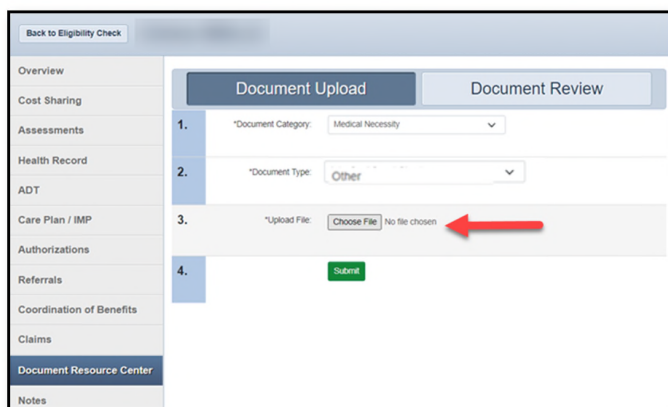 Back to Eligibility Check
Overview
Cost Sharing
Assessments
Health Record
ADT
Care Plan / IMP
Authorizations
Referrals
Coordination of Benefits
Claims
Document Resource Center
Notes
Document Upload
Document Review
1. *Document Category: Medical Necessity
2. *Document Type: Other
3. *Upload File: Choose File No file chosen
4. Submit